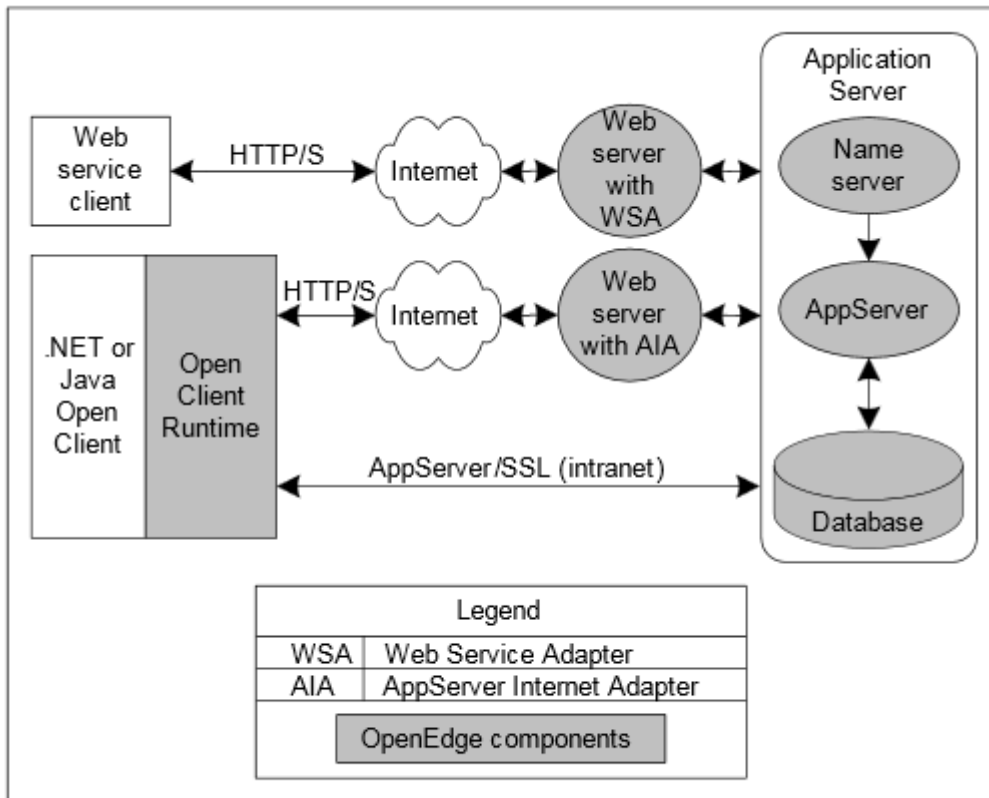 Application
Server
Web
service
client
HTTP/S
Internet
Web
server
with
WSA
Name
server
.NET or
Java
Open
Client
Open
Client
Runtime
HTTP/S
Internet
Web
server
with AIA
AppServer
AppServer/SSL (intranet)
Database
Legend
WSA Web Service Adapter
AIA AppServer Internet Adapter
OpenEdge components